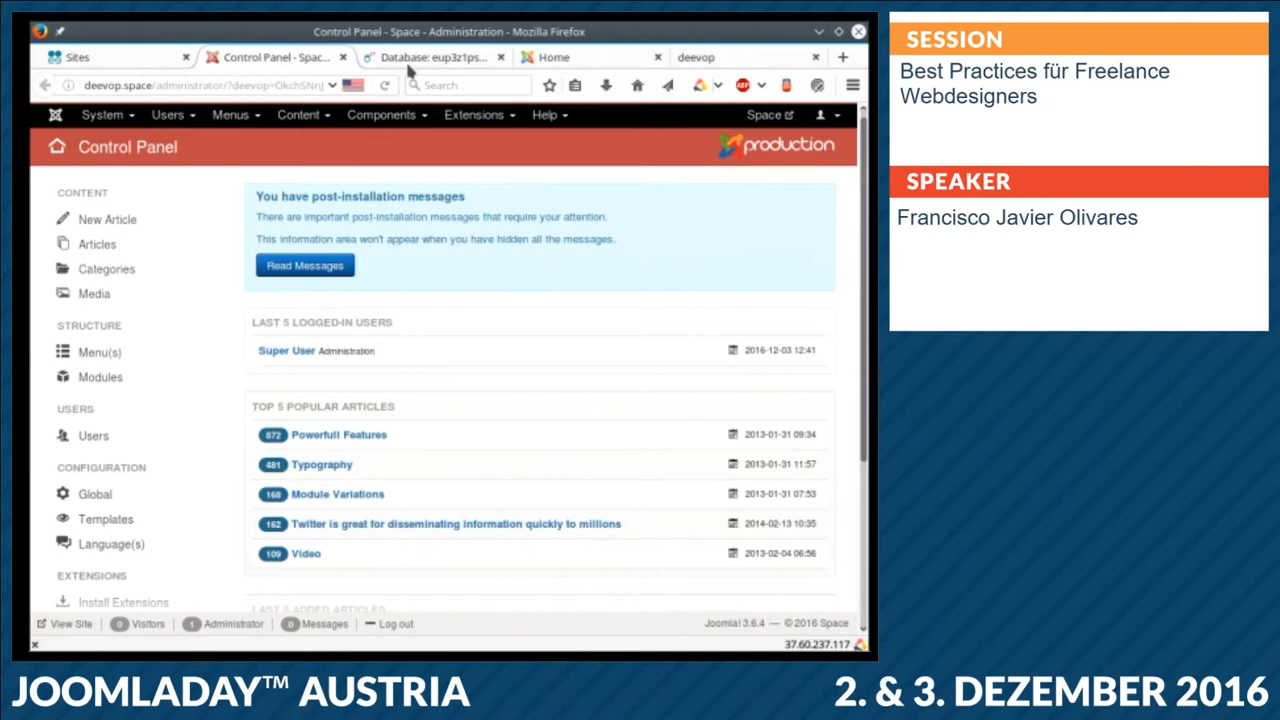 Control Panel - Space - Administration - Mozilla Firefox
Sites
Control Panel - Spac...
Database: eup3z1ps...
Home
deevop
deevop.space/administrator/?deevop=OkchSNnJ
Search
System
Users
Menus
Content
Components
Extensions
Help
Space
Control Panel
production
CONTENT
New Article
Articles
Categories
Media
STRUCTURE
Menu(s)
Modules
USERS
Users
CONFIGURATION
Global
Templates
Language(s)
EXTENSIONS
Install Extensions
You have post-installation messages
There are important post-installation messages that require your attention.
This information area won't appear when you have hidden all the messages.
Read Messages
LAST 5 LOGGED-IN USERS
Super User Administration 2016-12-03 12:41
TOP 5 POPULAR ARTICLES
872 Powerfull Features 2013-01-31 09:34
481 Typography 2013-01-31 11:57
168 Module Variations 2013-01-31 07:53
162 Twitter is great for disseminating information quickly to millions 2014-02-13 10:35
109 Video 2013-02-04 06:56
LAST 5 ADDED ARTICLES
View Site 0 Visitors 1 Administrator 0 Messages Log out
Joomla! 3.6.4 — © 2016 Space
37.60.237.117
SESSION
Best Practices für Freelance
Webdesigners
SPEAKER
Francisco Javier Olivares
JOOMLADAY™ AUSTRIA
2. & 3. DEZEMBER 2016